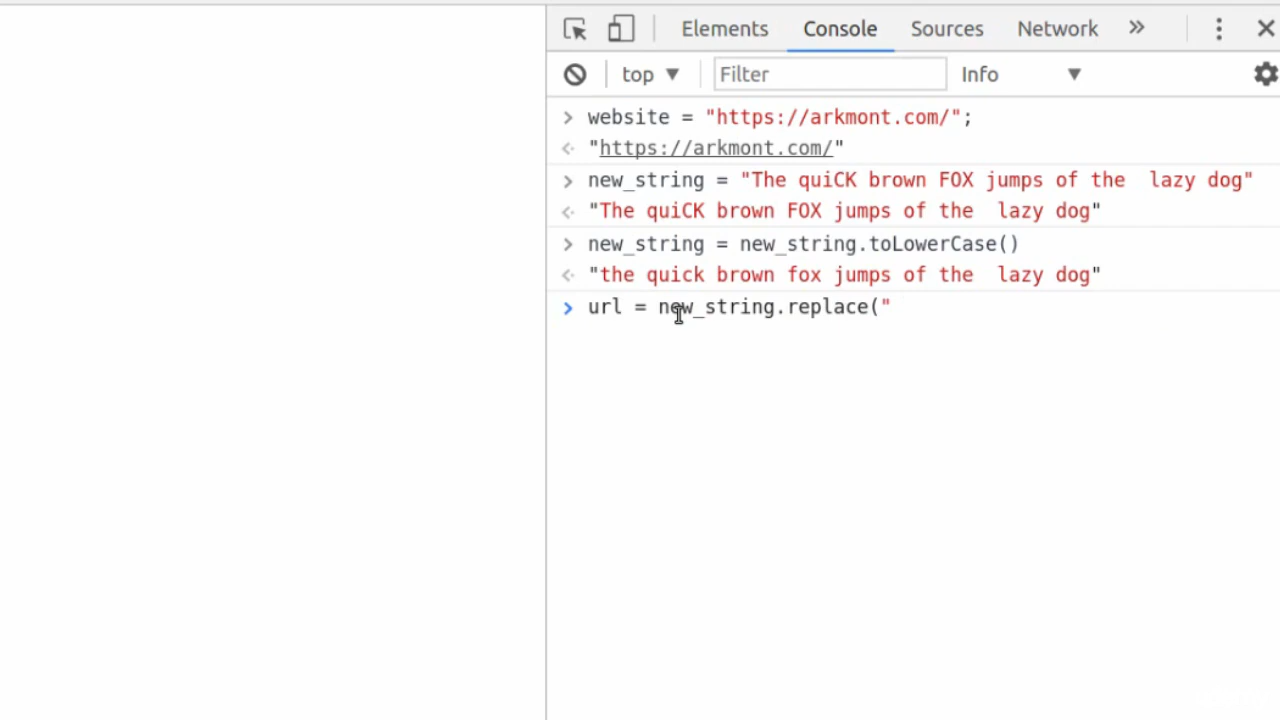 Elements Console Sources Network »
top ▼ Filter Info ▼
> website = "https://arkmont.com/";
"https://arkmont.com/"
> new_string = "The quiCK brown FOX jumps of the  lazy dog"
"The quiCK brown FOX jumps of the  lazy dog"
> new_string = new_string.toLowerCase()
"the quick brown fox jumps of the  lazy dog"
> url = new_string.replace("